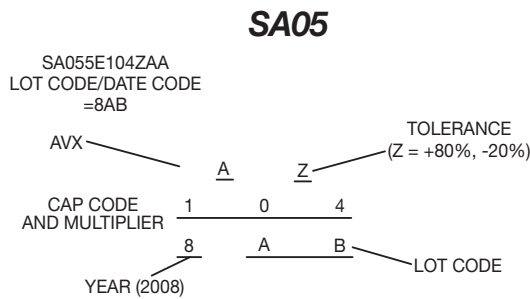 SA05
SA055E104ZAA
LOT CODE/DATE CODE
=8AB
AVX
TOLERANCE
(Z = +80%, -20%)
A Z
CAP CODE
AND MULTIPLIER
1 0 4
8 A B
LOT CODE
YEAR (2008)